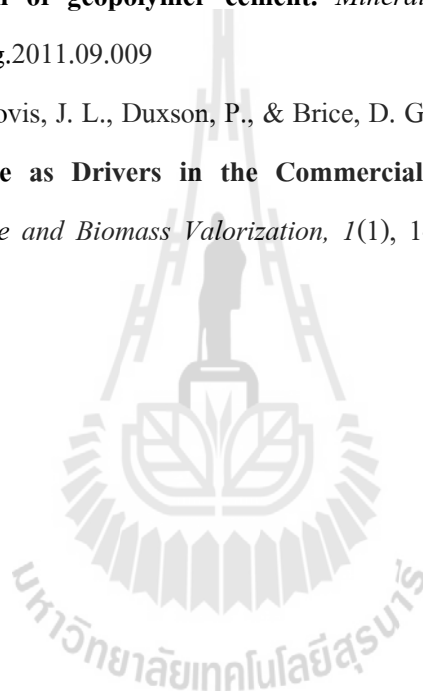 of geopolymer cement. Mineral
g.2011.09.009
ovis, J. L., Duxson, P., & Brice, D. G
e as Drivers in the Commercial
e and Biomass Valorization, 1(1), 1
มหาวิทยาลัยเทคโนโลยีสุรนารี